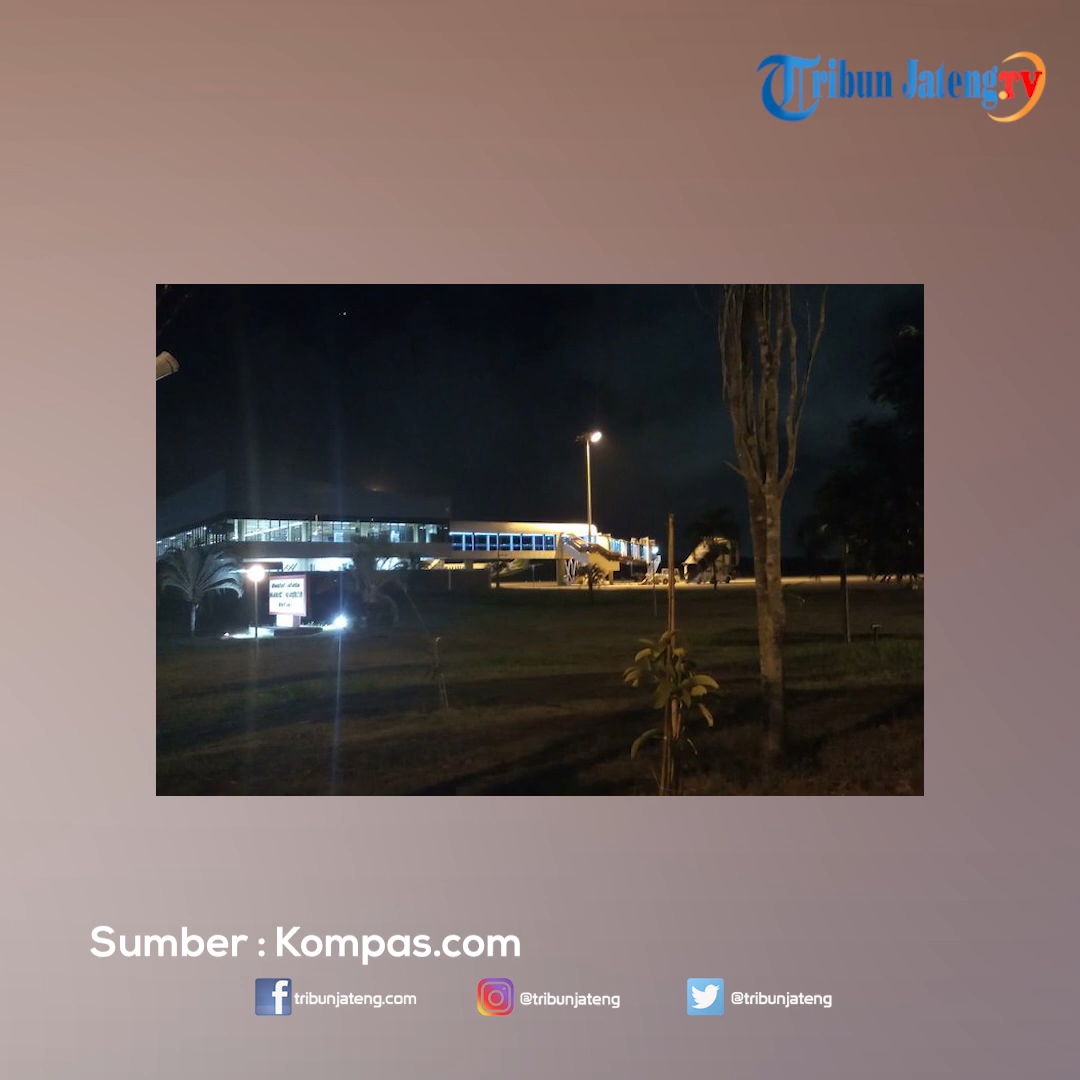 Tribun Jateng.TV
Sumber : Kompas.com
tribunjateng.com
@tribunjateng
@tribunjateng